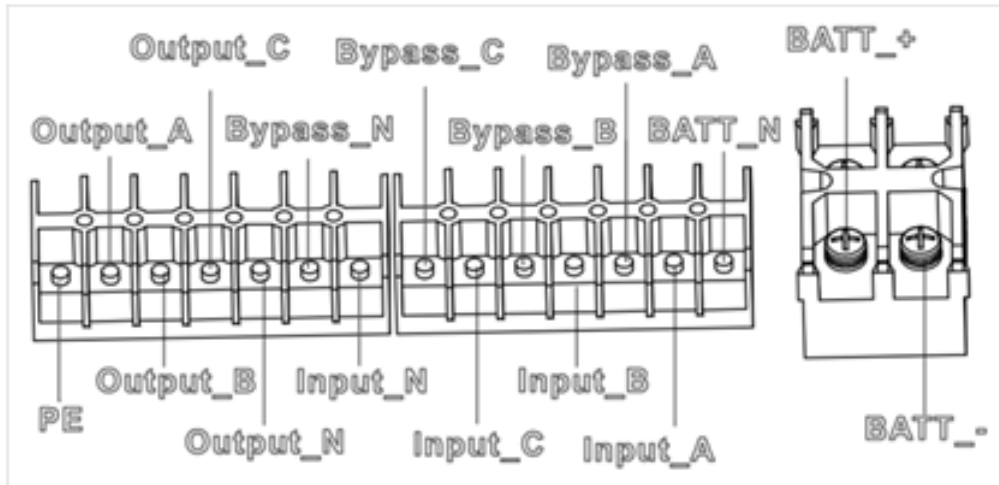 Output_C
Bypass_C
Bypass_A
BATT_+
Output_A
Bypass_N
Bypass_B
BATT_N
Output_B
Input_N
Input_B
PE
Output_N
Input_C
Input_A
BATT_-